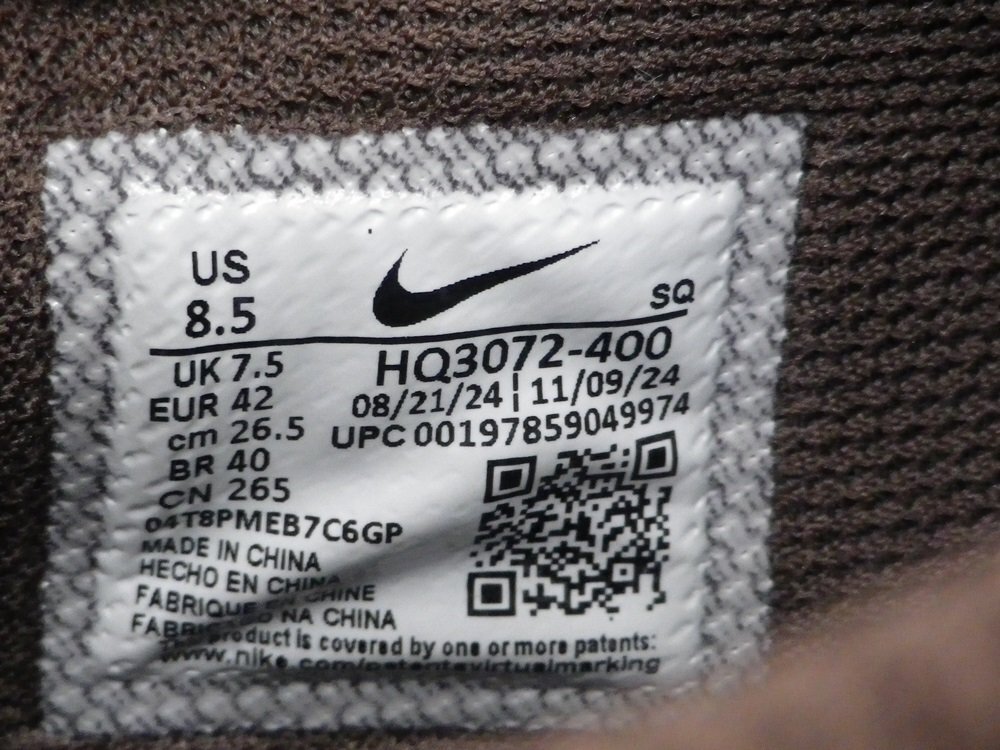 US
8.5
SQ
UK 7.5
EUR 42
cm 26.5
BR 40
CN 265
HQ3072-400
08/21/24 | 11/09/24
UPC 00197859049974
04T8PMEB7C6GP
MADE IN CHINA
HECHO EN CHINA
FABRIQUE EN CHINE
NA CHINA
product is covered by one or more patents:
www.nike.com/patentsvirtualmarking